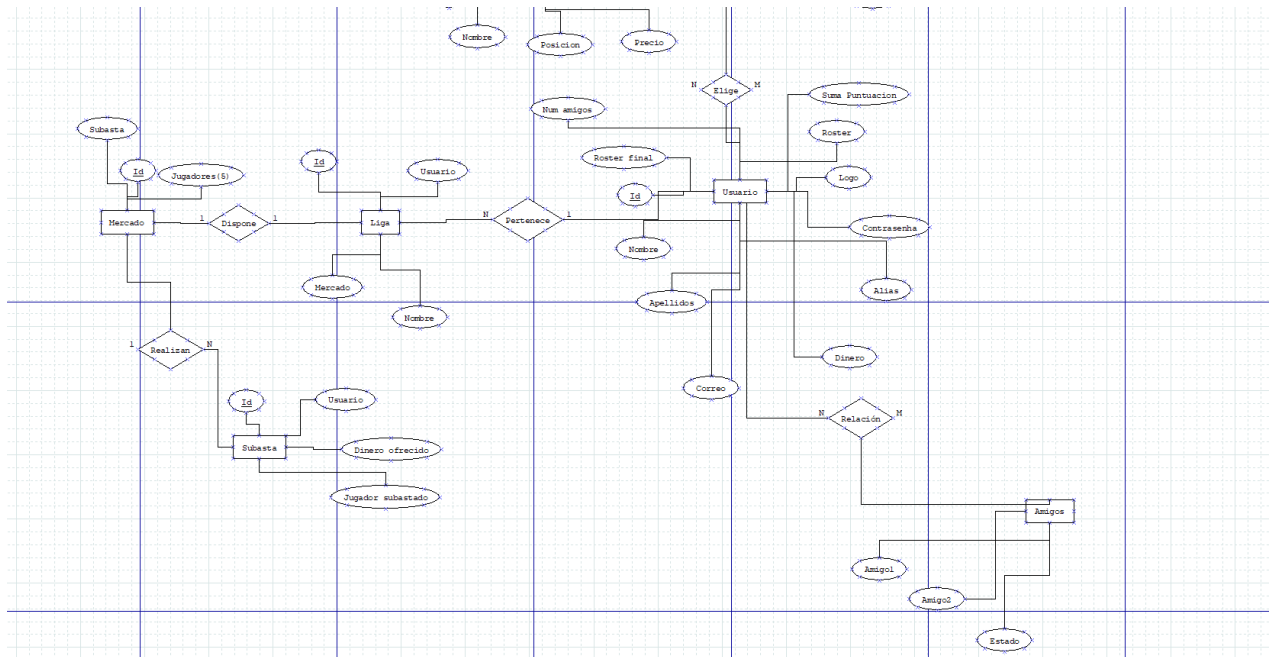 Nombre
Posicion
Precio
N
Elige
M
Suma Puntuacion
Num amigos
Subasta
Roster
Id
Jugadores(5)
Id
Usuario
Roster final
Id
Usuario
Logo
Mercado
1
Dispone
1
Liga
N
Pertenece
1
Nombre
Contrasenha
Mercado
Nombre
Apellidos
Alias
1
Realizan
N
Dinero
Correo
Id
Usuario
N
Relación
M
Subasta
Dinero ofrecido
Jugador subastado
Amigos
Amigo1
Amigo2
Estado